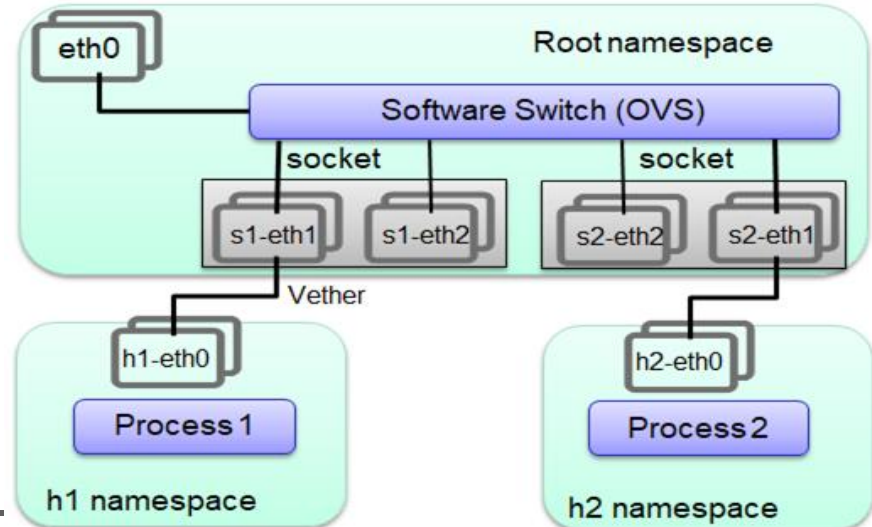 eth0
Root namespace
Software Switch (OVS)
socket
socket
s1-eth1
s1-eth2
s2-eth2
s2-eth1
Vether
h1-eth0
h2-eth0
Process 1
Process 2
h1 namespace
h2 namespace